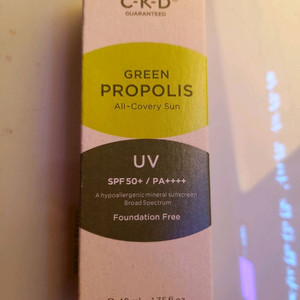 C-K-D®
GUARANTEED
GREEN
PROPOLIS
All-Covery Sun
UV
SPF 50+ / PA++++
A hypoallergenic mineral sunscreen
Broad Spectrum
Foundation Free